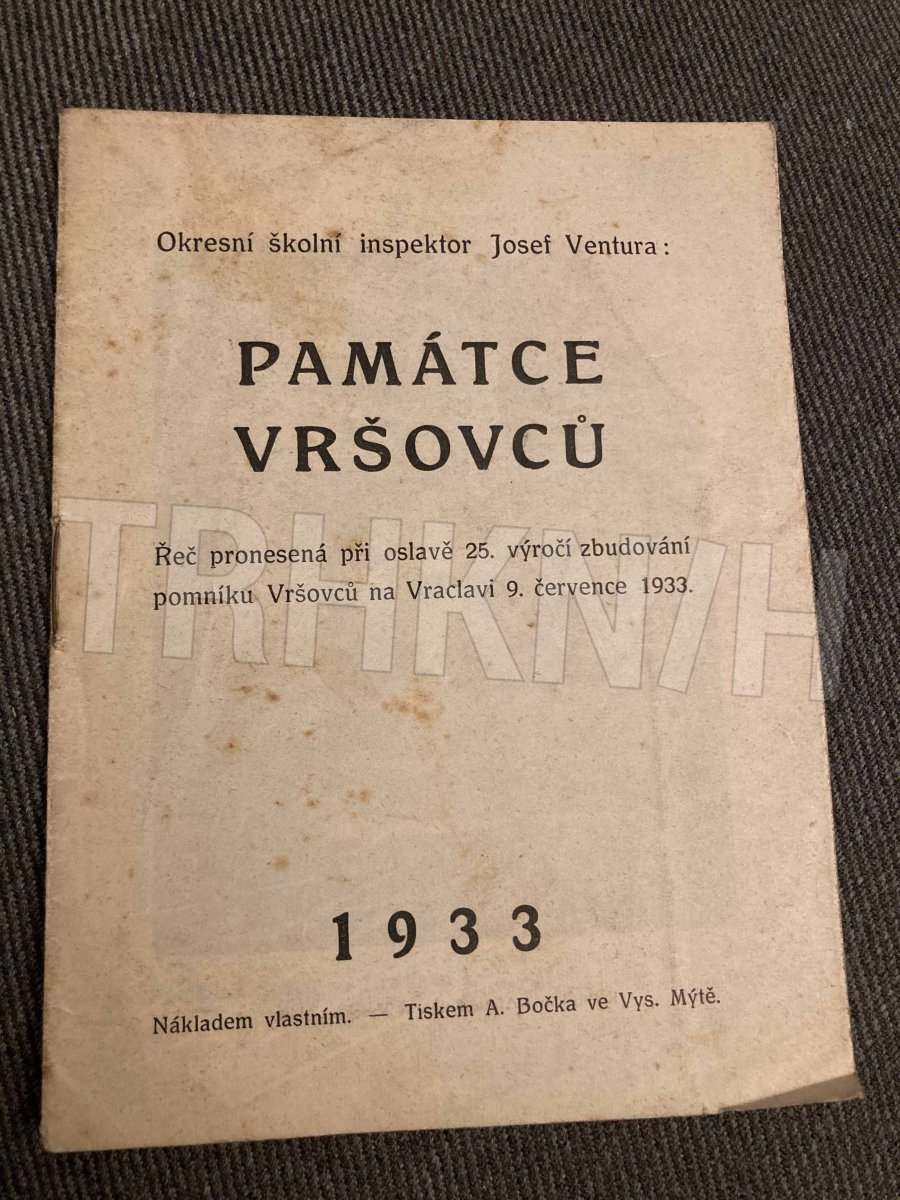 Okresní školní inspektor Josef Ventura:
PAMÁTCE
VRŠOVCŮ
TRHKNIH
Řeč pronesená při oslavě 25. výročí zbudování
pomníku Vršovců na Vraclavi 9. července 1933.
1933
Nákladem vlastním. — Tiskem A. Bočka ve Vys. Mýtě.